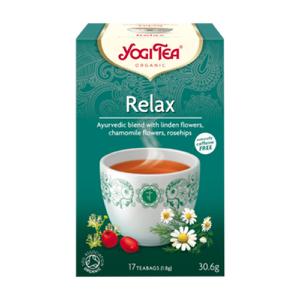 YOGI TEA
ORGANIC
Relax
Ayurvedic blend with linden flowers,
chamomile flowers, rosehips
naturally
CAFFEINE
FREE
ORGANIC
17 TEABAGS (1.8g)
30.6g